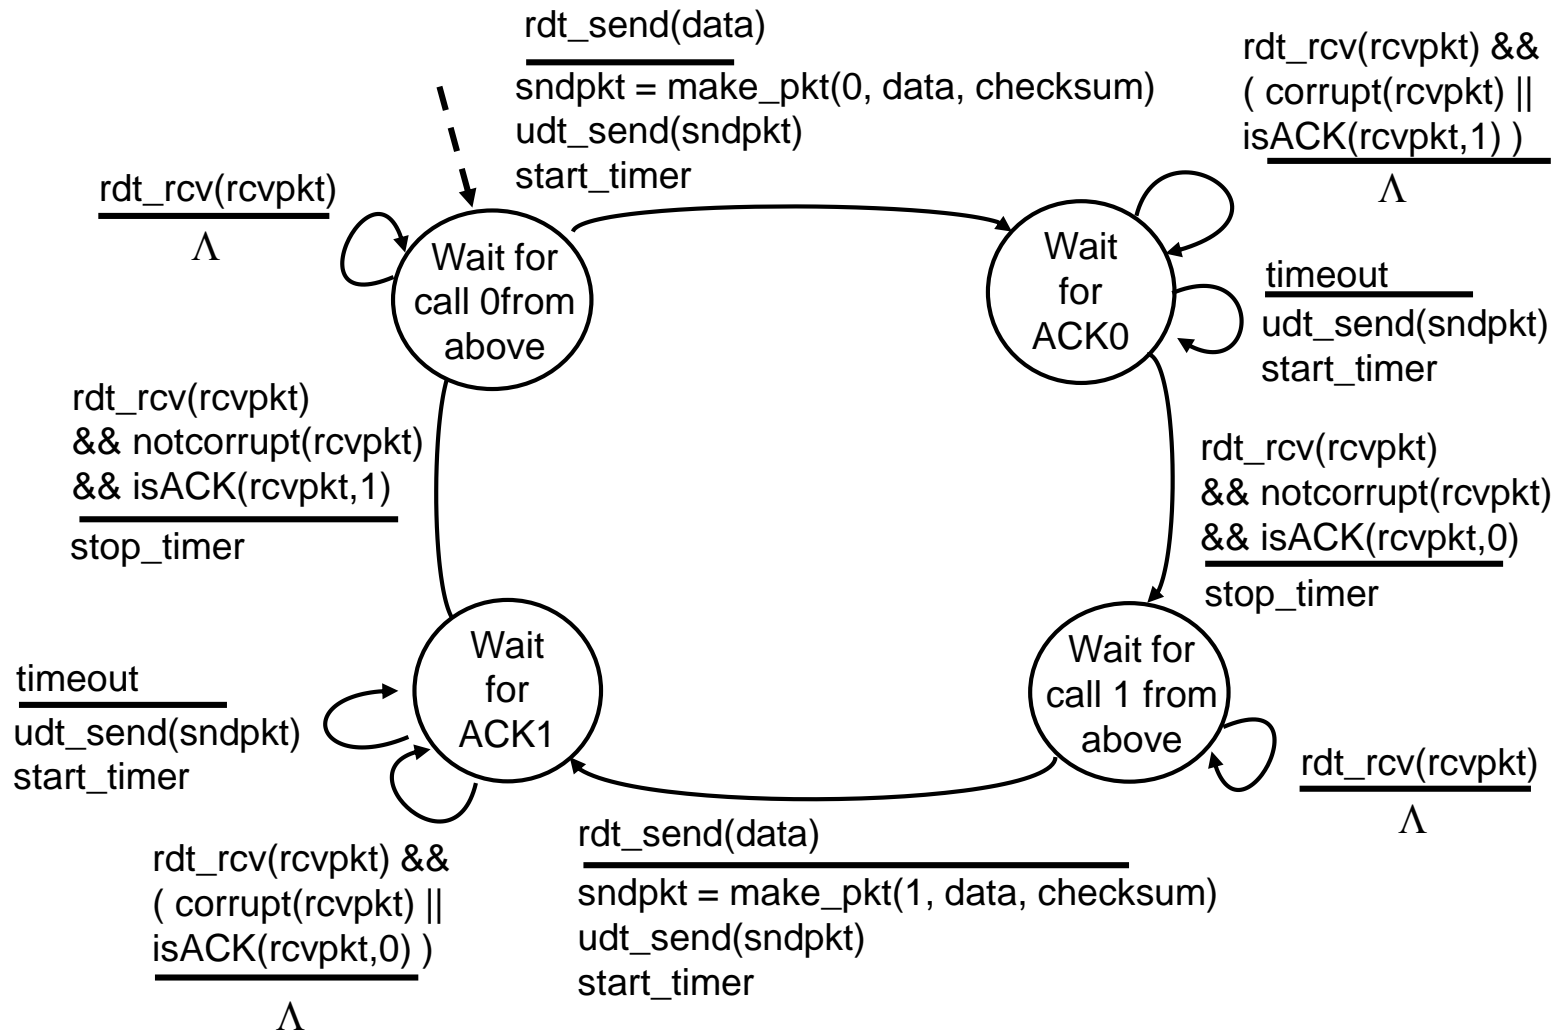 rdt_send(data)
sndpkt = make_pkt(0, data, checksum)
udt_send(sndpkt)
start_timer
rdt_rcv(rcvpkt) &&
( corrupt(rcvpkt) ||
isACK(rcvpkt,1) )
Λ
rdt_rcv(rcvpkt)
Λ
Wait for
call 0from
above
Wait
for
ACK0
timeout
udt_send(sndpkt)
start_timer
rdt_rcv(rcvpkt)
&& notcorrupt(rcvpkt)
&& isACK(rcvpkt,1)
stop_timer
rdt_rcv(rcvpkt)
&& notcorrupt(rcvpkt)
&& isACK(rcvpkt,0)
stop_timer
Wait
for
ACK1
Wait for
call 1 from
above
timeout
udt_send(sndpkt)
start_timer
rdt_rcv(rcvpkt)
Λ
rdt_rcv(rcvpkt) &&
( corrupt(rcvpkt) ||
isACK(rcvpkt,0) )
Λ
rdt_send(data)
sndpkt = make_pkt(1, data, checksum)
udt_send(sndpkt)
start_timer